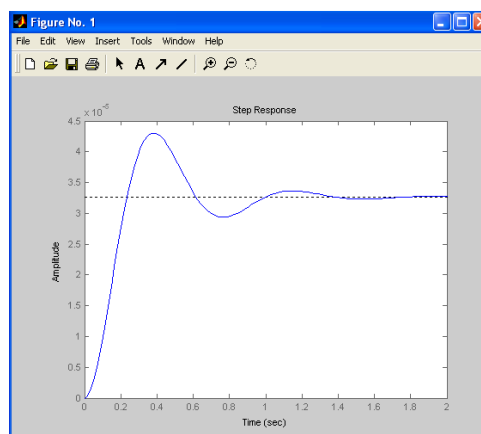 Figure No. 1
File Edit View Insert Tools Window Help
Step Response
x 10
4.5
4
3.5
3
2.5
2
1.5
1
0.5
0
Amplitude
0 0.2 0.4 0.6 0.8 1 1.2 1.4 1.6 1.8 2
Time (sec)